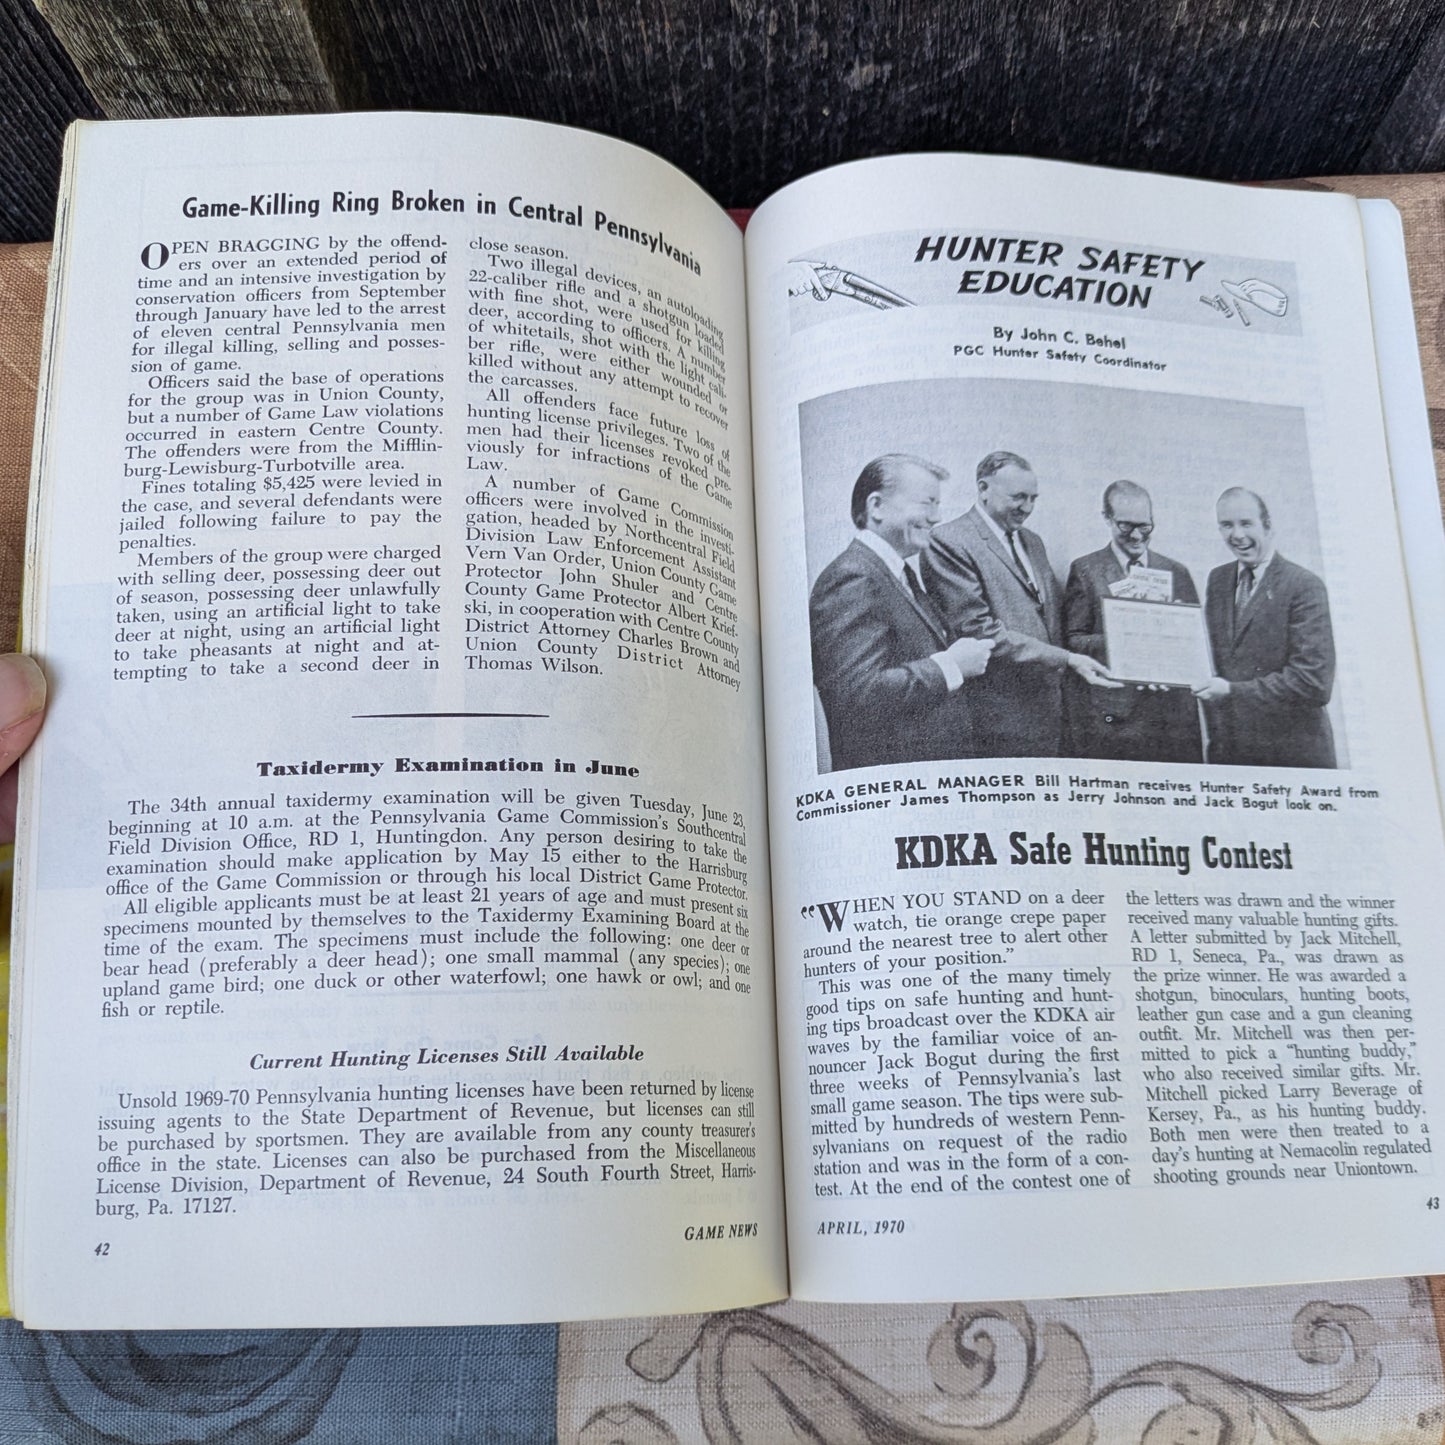 Game-Killing Ring Broken in Central Pennsylvania
OPEN BRAGGING by the offend-
ers over an extended period of
time and an intensive investigation by
conservation officers from September
through January have led to the arrest
of eleven central Pennsylvania men
for illegal killing, selling and posses-
sion of game.
Officers said the base of operations
for the group was in Union County,
but a number of Game Law violations
occurred in eastern Centre County.
The offenders were from the Mifflin-
burg-Lewisburg-Turbotville area.
Fines totaling $5,425 were levied in
the case, and several defendants were
jailed following failure to pay the
penalties.
Members of the group were charged
with selling deer, possessing deer out
of season, possessing deer unlawfully
taken, using an artificial light to take
deer at night, using an artificial light
to take pheasants at night and at-
tempting to take a second deer in
close season.
Two illegal devices, an autoloading
22-caliber rifle and a shotgun loaded
with fine shot, were used for killing
deer, according to officers. A number
of whitetails, shot with the light cali-
ber rifle, were either wounded or
killed without any attempt to recover
the carcasses.
All offenders face future loss of
hunting license privileges. Two of the
men had their licenses revoked pre-
viously for infractions of the Game
Law.
A number of Game Commission
officers were involved in the investi-
gation, headed by Northcentral Field
Division Law Enforcement Assistant
Vern Van Order, Union County Game
Protector John Shuler and Centre
County Game Protector Albert Krief-
ski, in cooperation with Centre County
District Attorney Charles Brown and
Union County District Attorney
Thomas Wilson.
Taxidermy Examination in June
The 34th annual taxidermy examination will be given Tuesday, June 23,
beginning at 10 a.m. at the Pennsylvania Game Commission's Southcentral
Field Division Office, RD 1, Huntingdon. Any person desiring to take the
examination should make application by May 15 either to the Harrisburg
office of the Game Commission or through his local District Game Protector.
All eligible applicants must be at least 21 years of age and must present six
specimens mounted by themselves to the Taxidermy Examining Board at the
time of the exam. The specimens must include the following: one deer or
bear head (preferably a deer head); one small mammal (any species); one
upland game bird; one duck or other waterfowl; one hawk or owl; and one
fish or reptile.
Current Hunting Licenses Still Available
Unsold 1969-70 Pennsylvania hunting licenses have been returned by license
issuing agents to the State Department of Revenue, but licenses can still
be purchased by sportsmen. They are available from any county treasurer's
office in the state. Licenses can also be purchased from the Miscellaneous
License Division, Department of Revenue, 24 South Fourth Street, Harris-
burg, Pa. 17127.
42
GAME NEWS
HUNTER SAFETY
EDUCATION
By John C. Behel
PGC Hunter Safety Coordinator
KDKA GENERAL MANAGER Bill Hartman receives Hunter Safety Award from
Commissioner James Thompson as Jerry Johnson and Jack Bogut look on.
KDKA Safe Hunting Contest
"WHEN YOU STAND on a deer
watch, tie orange crepe paper
around the nearest tree to alert other
hunters of your position."
This was one of the many timely
good tips on safe hunting and hunt-
ing tips broadcast over the KDKA air
waves by the familiar voice of an-
nouncer Jack Bogut during the first
three weeks of Pennsylvania's last
small game season. The tips were sub-
mitted by hundreds of western Penn-
sylvanians on request of the radio
station and was in the form of a con-
test. At the end of the contest one of
the letters was drawn and the winner
received many valuable hunting gifts.
A letter submitted by Jack Mitchell,
RD 1, Seneca, Pa., was drawn as
the prize winner. He was awarded a
shotgun, binoculars, hunting boots,
leather gun case and a gun cleaning
outfit. Mr. Mitchell was then per-
mitted to pick a "hunting buddy,"
who also received similar gifts. Mr.
Mitchell picked Larry Beverage of
Kersey, Pa., as his hunting buddy.
Both men were then treated to a
day's hunting at Nemacolin regulated
shooting grounds near Uniontown.
APRIL, 1970
43